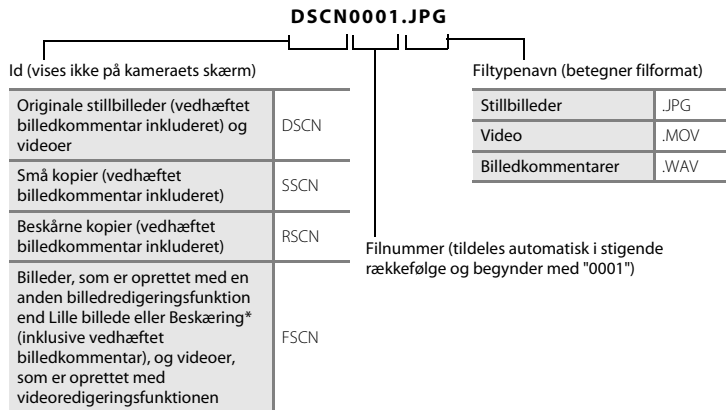 DSCN0001.JPG
Id (vises ikke på kameraets skærm)
Originale stillbilleder (vedhæftet
billedkommentar inkluderet) og
videoer
DSCN
Små kopier (vedhæftet
billedkommentar inkluderet)
SSCN
Beskårne kopier (vedhæftet
billedkommentar inkluderet)
RSCN
Billeder, som er oprettet med en
anden billedredigeringsfunktion
end Lille billede eller Beskæring*
(inklusive vedhæftet
billedkommentar), og videoer,
som er oprettet med
videoredigeringsfunktionen
FSCN
Filnummer (tildeles automatisk i stigende
rækkefølge og begynder med "0001")
Filtypenavn (betegner filformat)
Stillbilleder .JPG
Video .MOV
Billedkommentarer .WAV